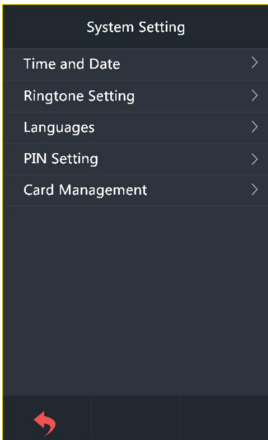 System Setting
Time and Date
Ringtone Setting
Languages
PIN Setting
Card Management